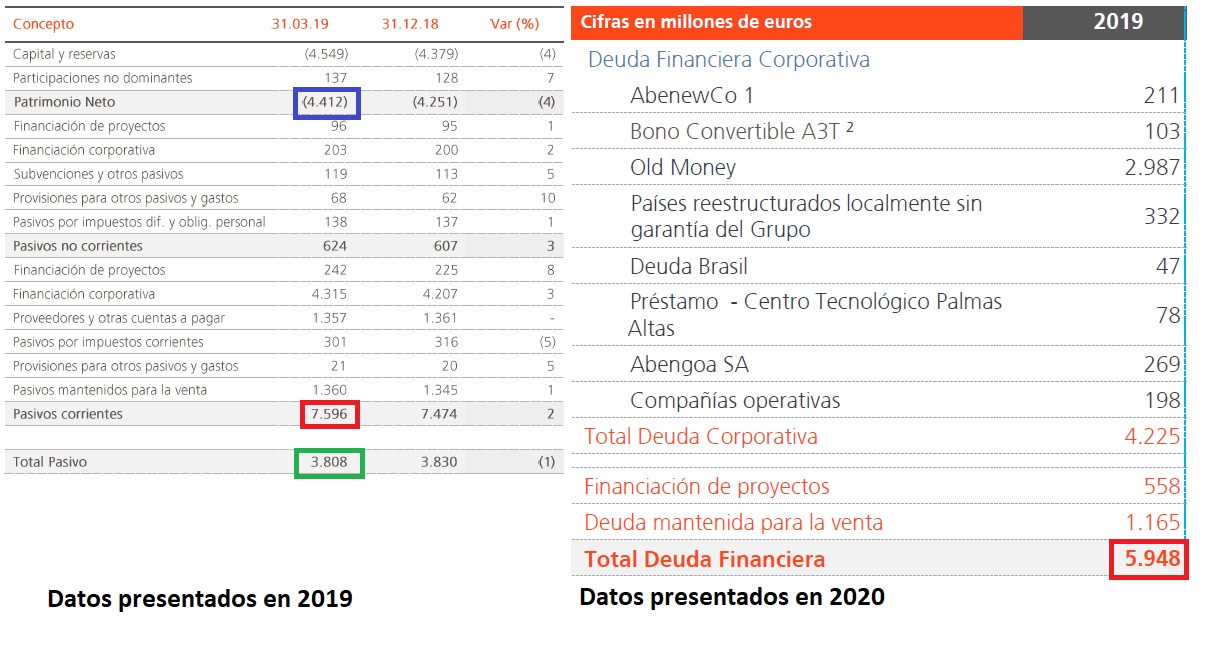 Concepto 31.03.19 31.12.18 Var (%)
Capital y reservas (4.549) (4.379) (4)
Participaciones no dominantes 137 128 7
Patrimonio Neto (4.412) (4.251) (4)
Financiación de proyectos 96 95 1
Financiación corporativa 203 200 2
Subvenciones y otros pasivos 119 113 5
Provisiones para otros pasivos y gastos 68 62 10
Pasivos por impuestos dif. y oblig. personal 138 137 1
Pasivos no corrientes 624 607 3
Financiación de proyectos 242 225 8
Financiación corporativa 4.315 4.207 3
Proveedores y otras cuentas a pagar 1.357 1.361 -
Pasivos por impuestos corrientes 301 316 (5)
Provisiones para otros pasivos y gastos 21 20 5
Pasivos mantenidos para la venta 1.360 1.345 1
Pasivos corrientes 7.596 7.474 2
Total Pasivo 3.808 3.830 (1)
Datos presentados en 2019
Cifras en millones de euros 2019
Deuda Financiera Corporativa
AbenewCo 1 211
Bono Convertible A3T ² 103
Old Money 2.987
Países reestructurados localmente sin
garantía del Grupo 332
Deuda Brasil 47
Préstamo - Centro Tecnológico Palmas
Altas 78
Abengoa SA 269
Compañías operativas 198
Total Deuda Corporativa 4.225
Financiación de proyectos 558
Deuda mantenida para la venta 1.165
Total Deuda Financiera 5.948
Datos presentados en 2020